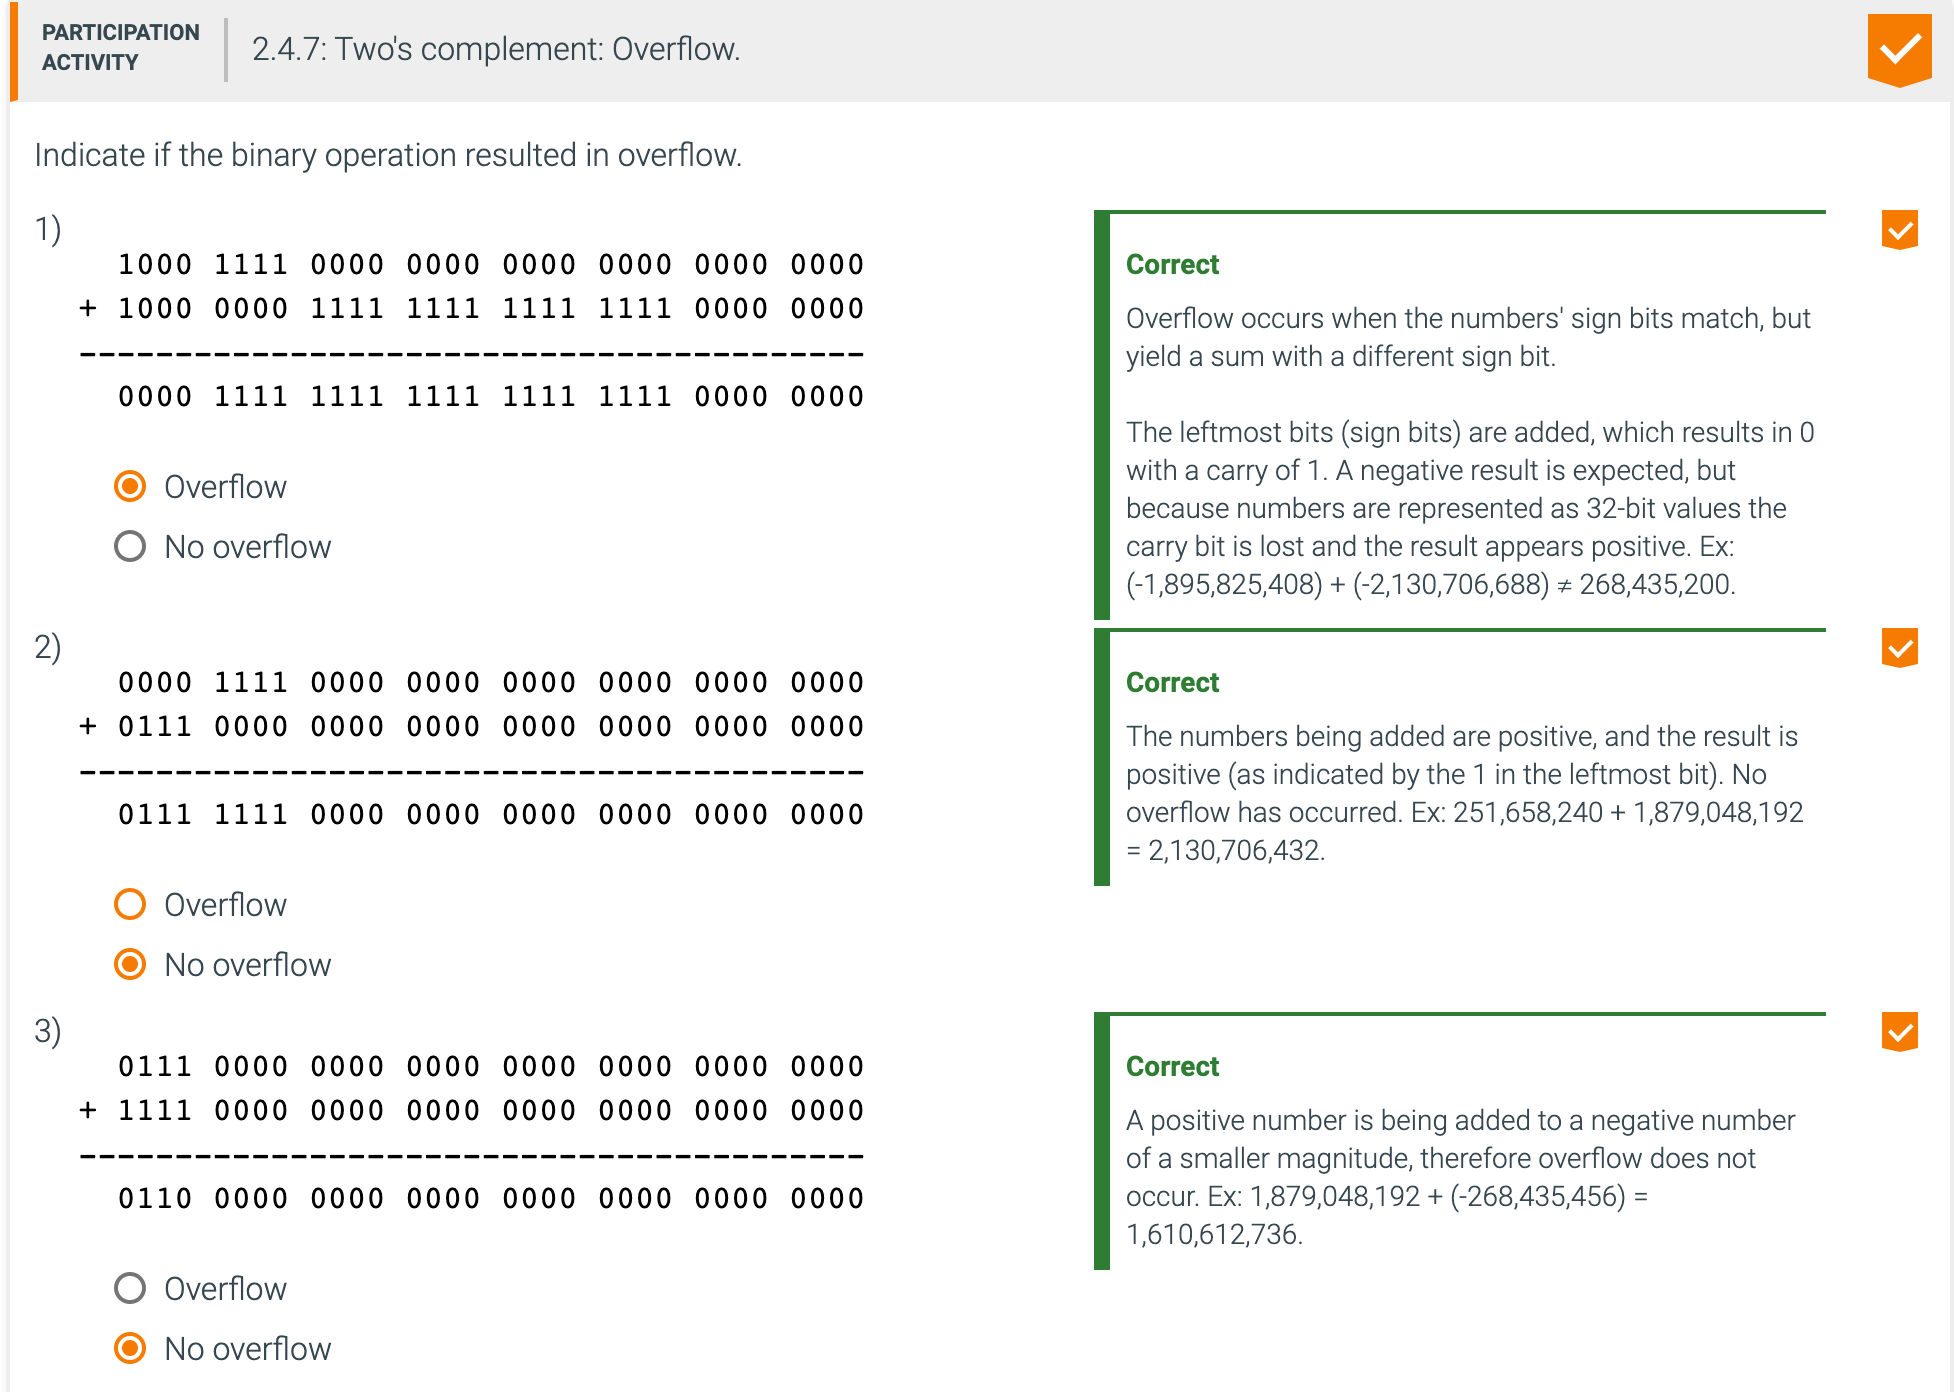 PARTICIPATION
ACTIVITY
2.4.7: Two's complement: Overflow.
Indicate if the binary operation resulted in overflow.
1)
1000 1111 0000 0000 0000 0000 0000 0000
+ 1000 0000 1111 1111 1111 1111 0000 0000
-----------------------------------------
0000 1111 1111 1111 1111 1111 0000 0000
Overflow
No overflow
Correct
Overflow occurs when the numbers' sign bits match, but
yield a sum with a different sign bit.
The leftmost bits (sign bits) are added, which results in 0
with a carry of 1. A negative result is expected, but
because numbers are represented as 32-bit values the
carry bit is lost and the result appears positive. Ex:
(-1,895,825,408) + (-2,130,706,688) ≠ 268,435,200.
2)
0000 1111 0000 0000 0000 0000 0000 0000
+ 0111 0000 0000 0000 0000 0000 0000 0000
-----------------------------------------
0111 1111 0000 0000 0000 0000 0000 0000
Overflow
No overflow
Correct
The numbers being added are positive, and the result is
positive (as indicated by the 1 in the leftmost bit). No
overflow has occurred. Ex: 251,658,240 + 1,879,048,192
= 2,130,706,432.
3)
0111 0000 0000 0000 0000 0000 0000 0000
+ 1111 0000 0000 0000 0000 0000 0000 0000
-----------------------------------------
0110 0000 0000 0000 0000 0000 0000 0000
Overflow
No overflow
Correct
A positive number is being added to a negative number
of a smaller magnitude, therefore overflow does not
occur. Ex: 1,879,048,192 + (-268,435,456) =
1,610,612,736.